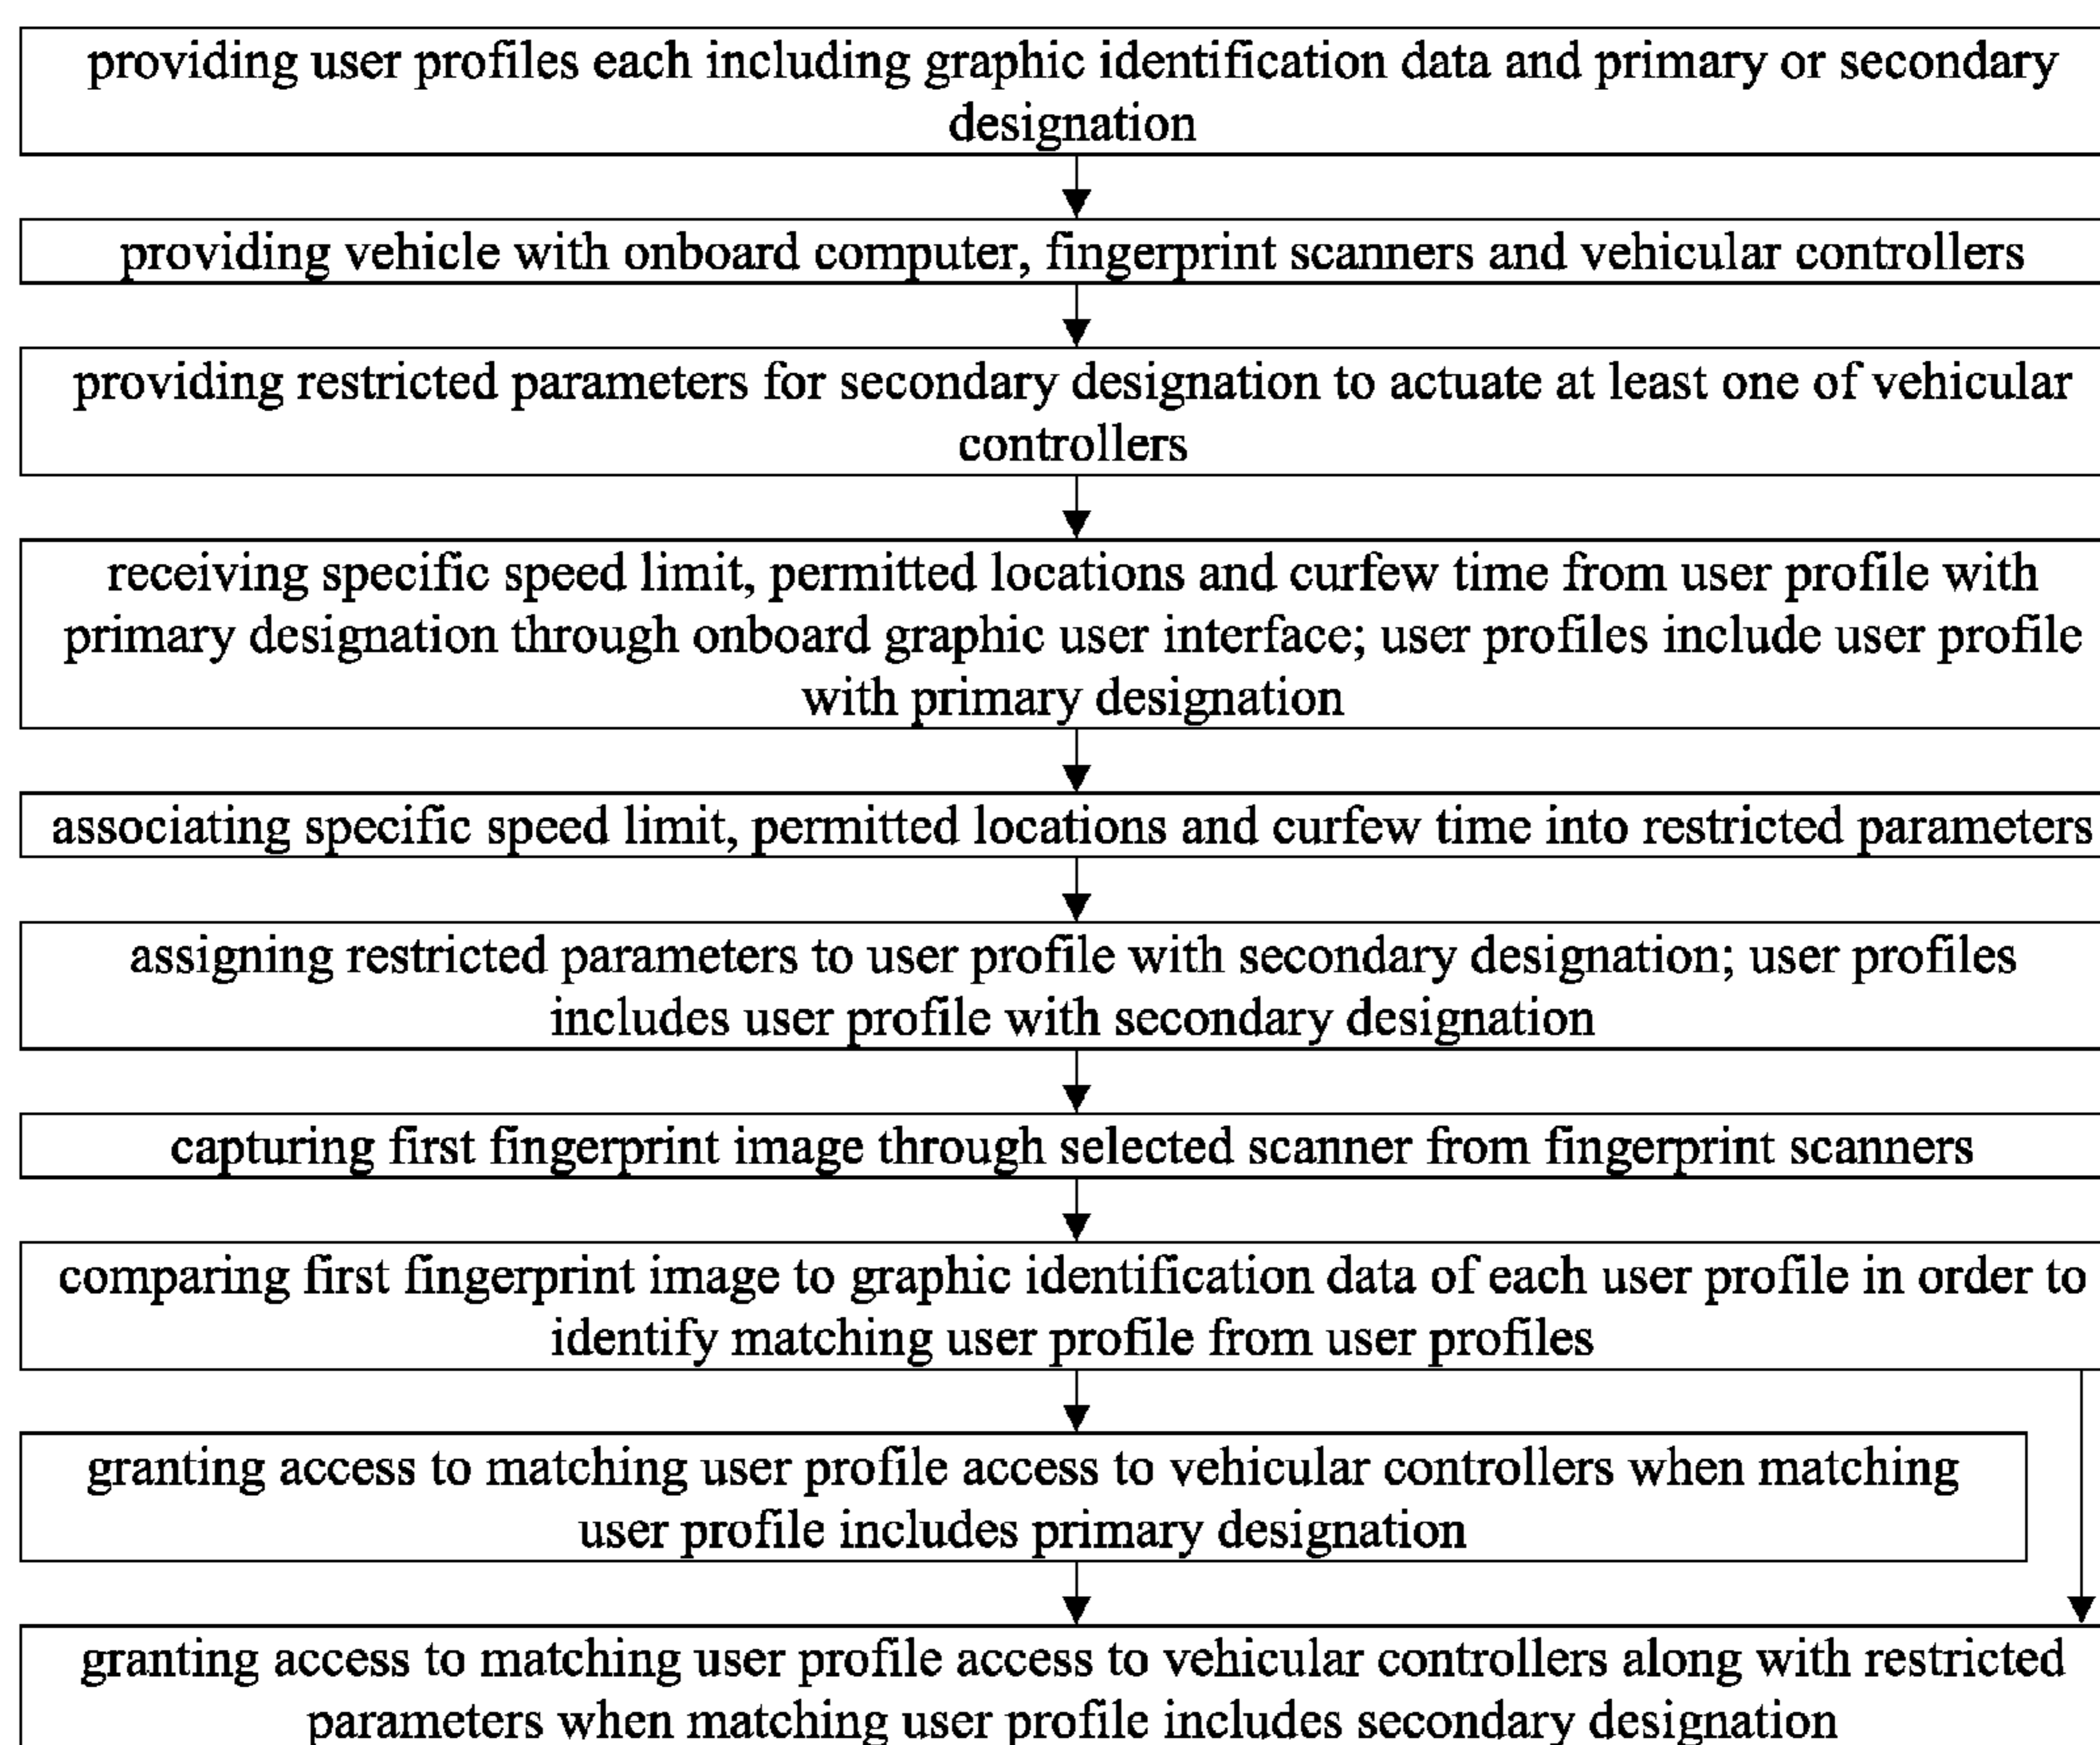 providing user profiles each including graphic identification data and primary or secondary
designation
providing vehicle with onboard computer, fingerprint scanners and vehicular controllers
providing restricted parameters for secondary designation to actuate at least one of vehicular
controllers
receiving specific speed limit, permitted locations and curfew time from user profile with
primary designation through onboard graphic user interface; user profiles include user profile
with primary designation
associating specific speed limit, permitted locations and curfew time into restricted parameters
assigning restricted parameters to user profile with secondary designation; user profiles
includes user profile with secondary designation
capturing first fingerprint image through selected scanner from fingerprint scanners
comparing first fingerprint image to graphic identification data of each user profile in order to
identify matching user profile from user profiles
granting access to matching user profile access to vehicular controllers when matching
user profile includes primary designation
granting access to matching user profile access to vehicular controllers along with restricted
parameters when matching user profile includes secondary designation